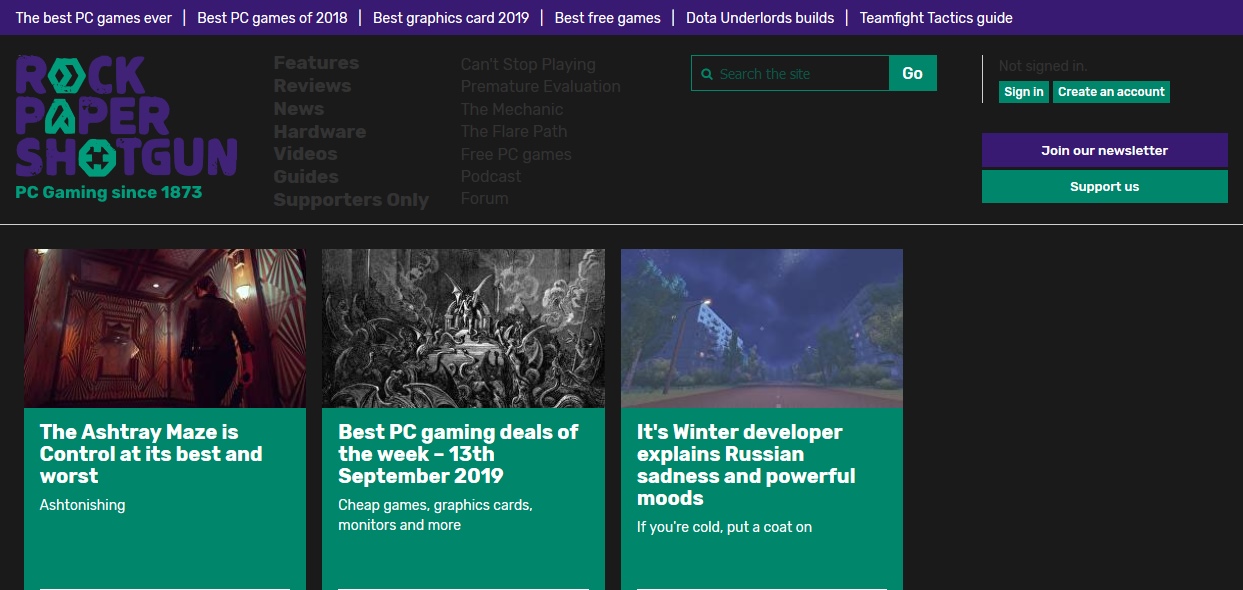 The best PC games ever | Best PC games of 2018 | Best graphics card 2019 | Best free games | Dota Underlords builds | Teamfight Tactics guide
ROCK
PAPER
SHOTGUN
PC Gaming since 1873
Features
Reviews
News
Hardware
Videos
Guides
Supporters Only
Can't Stop Playing
Premature Evaluation
The Mechanic
The Flare Path
Free PC games
Podcast
Forum
Search the site Go
Not signed in.
Sign in Create an account
Join our newsletter
Support us
The Ashtray Maze is
Control at its best and
worst
Ashtonishing
Best PC gaming deals of
the week – 13th
September 2019
Cheap games, graphics cards,
monitors and more
It's Winter developer
explains Russian
sadness and powerful
moods
If you're cold, put a coat on